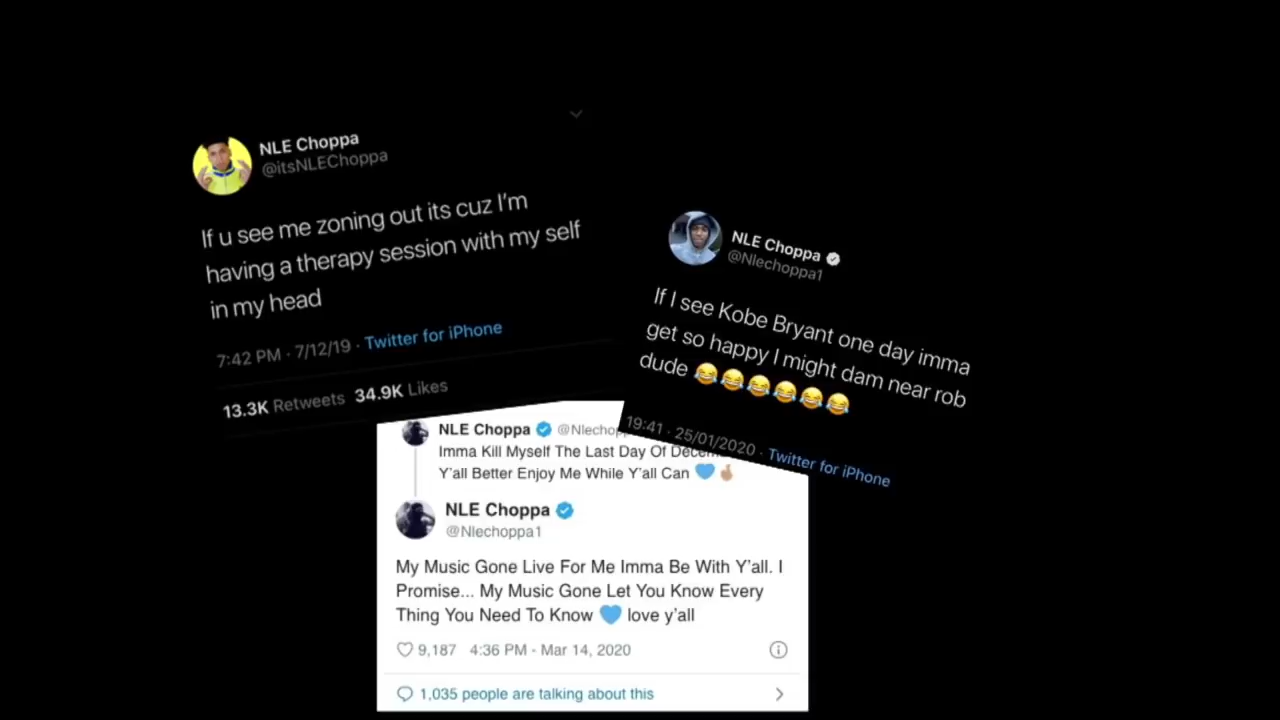 NLE Choppa
@itsNLEChoppa
If u see me zoning out its cuz I’m
having a therapy session with my self
in my head
7:42 PM · 7/12/19 · Twitter for iPhone
13.3K Retweets 34.9K Likes
NLE Choppa
@Nlechoppa1
If I see Kobe Bryant one day imma
get so happy I might dam near rob
dude 😂😂😂😂😂😂
19:41 · 25/01/2020 · Twitter for iPhone
NLE Choppa
Imma Kill Myself The Last Day Of
Y’all Better Enjoy Me While Y’all Can 💙🤞🏽
NLE Choppa
@Nlechoppa1
My Music Gone Live For Me Imma Be With Y’all. I
Promise... My Music Gone Let You Know Every
Thing You Need To Know 💙 love y’all
9,187 4:36 PM - Mar 14, 2020
1,035 people are talking about this